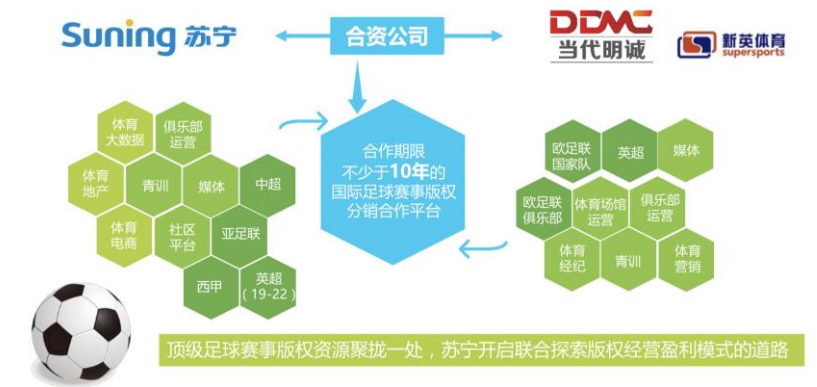 Suning 苏宁
合资公司
DDMC
当代明诚
新英体育
supersports
体育
大数据
俱乐部
运营
体育
地产
青训
媒体
中超
体育
电商
社区
平台
亚足联
西甲
英超
（19-22）
合作期限
不少于10年的
国际足球赛事版权
分销合作平台
欧足联
国家队
英超
媒体
欧足联
俱乐部
体育场馆
运营
俱乐部
运营
体育
经纪
青训
体育
营销
顶级足球赛事版权资源聚拢一处，苏宁开启联合探索版权经营盈利模式的道路